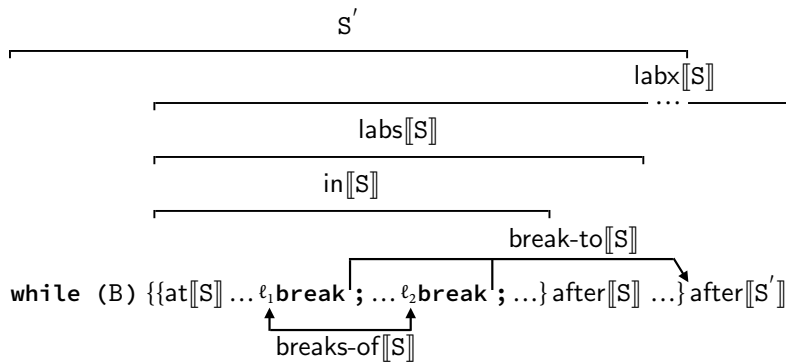 S′
labx⟦S⟧
…
labs⟦S⟧
in⟦S⟧
break-to⟦S⟧
while (B) {{at⟦S⟧ … ℓ₁break ; … ℓ₂break ; …} after⟦S⟧ …} after⟦S′⟧
breaks-of⟦S⟧